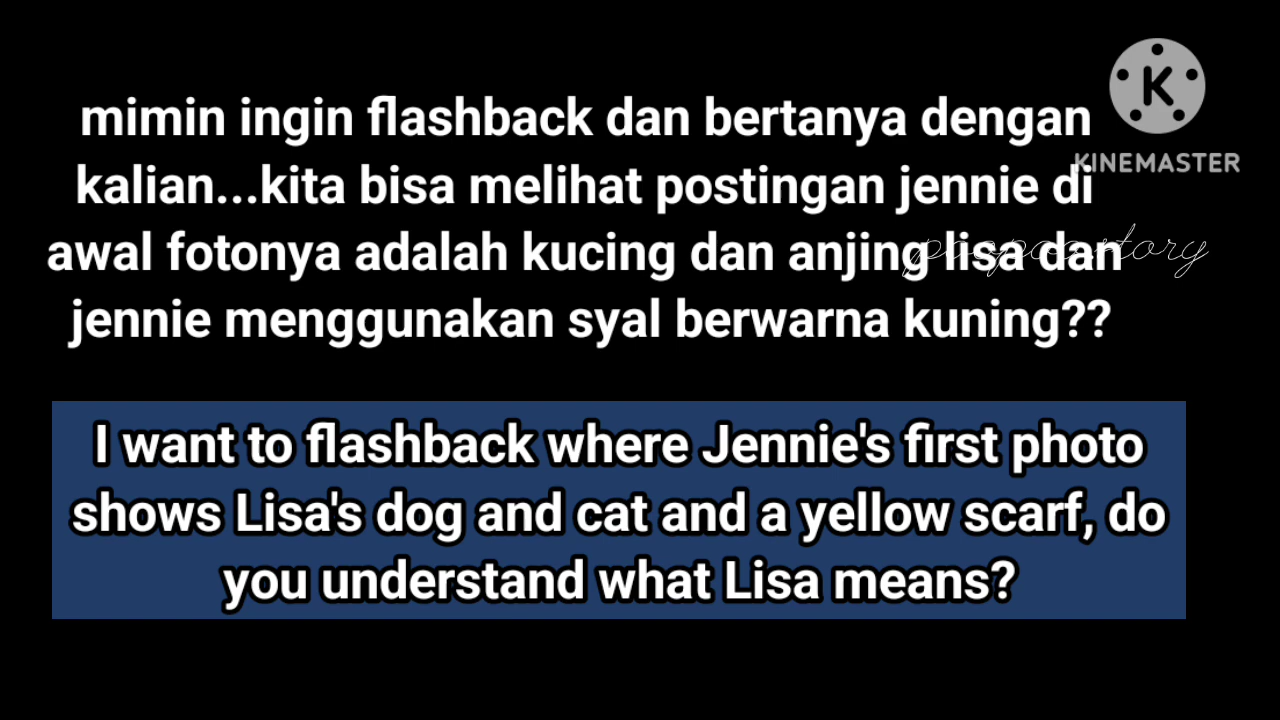 mimin ingin flashback dan bertanya dengan
kalian...kita bisa melihat postingan jennie di
awal fotonya adalah kucing dan anjing lisa dan
jennie menggunakan syal berwarna kuning??
K
KINEMASTER
poopoo story
I want to flashback where Jennie's first photo
shows Lisa's dog and cat and a yellow scarf, do
you understand what Lisa means?